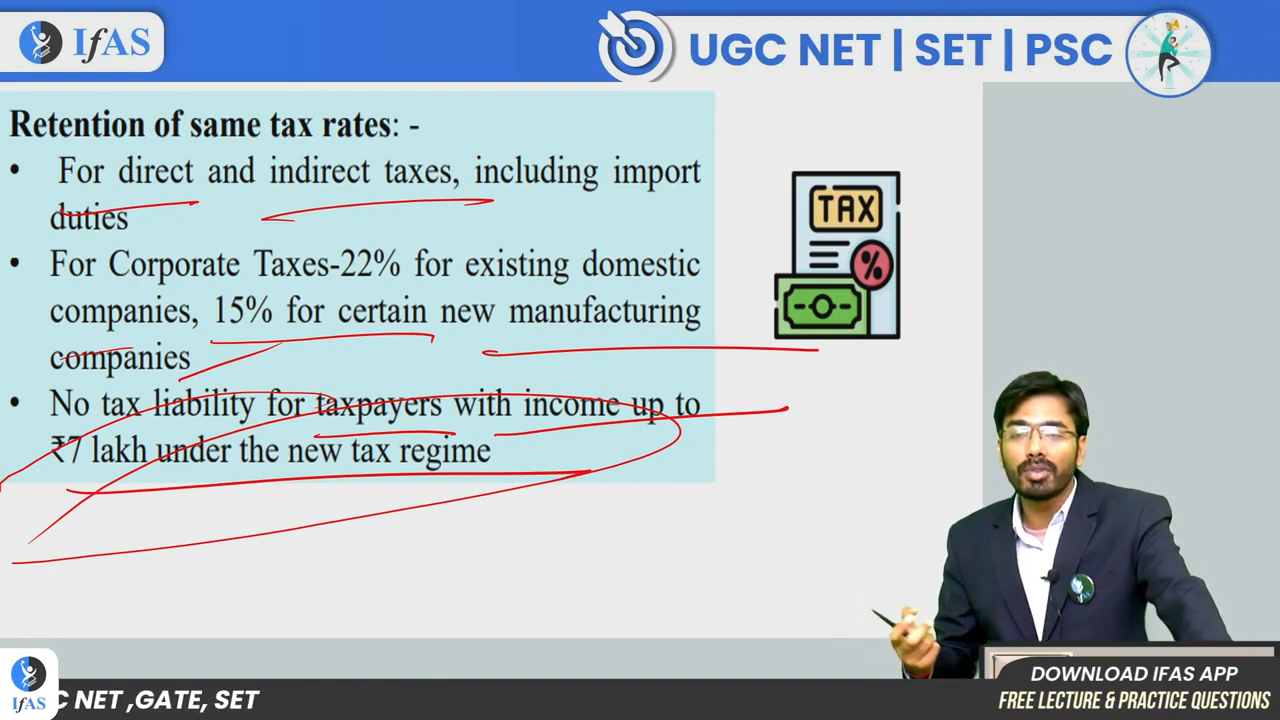 IfAS
UGC NET | SET | PSC
Retention of same tax rates: -
• For direct and indirect taxes, including import
duties
• For Corporate Taxes-22% for existing domestic
companies, 15% for certain new manufacturing
companies
• No tax liability for taxpayers with income up to
₹7 lakh under the new tax regime
TAX
%
IfAS
C NET ,GATE, SET
DOWNLOAD IFAS APP
FREE LECTURE & PRACTICE QUESTIONS